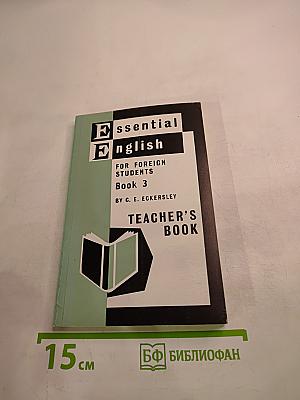 Essential
English
FOR FOREIGN
STUDENTS
Book 3
BY C. E. ECKERSLEY
TEACHER'S
BOOK
15 см
БФ БИБЛИОФАН